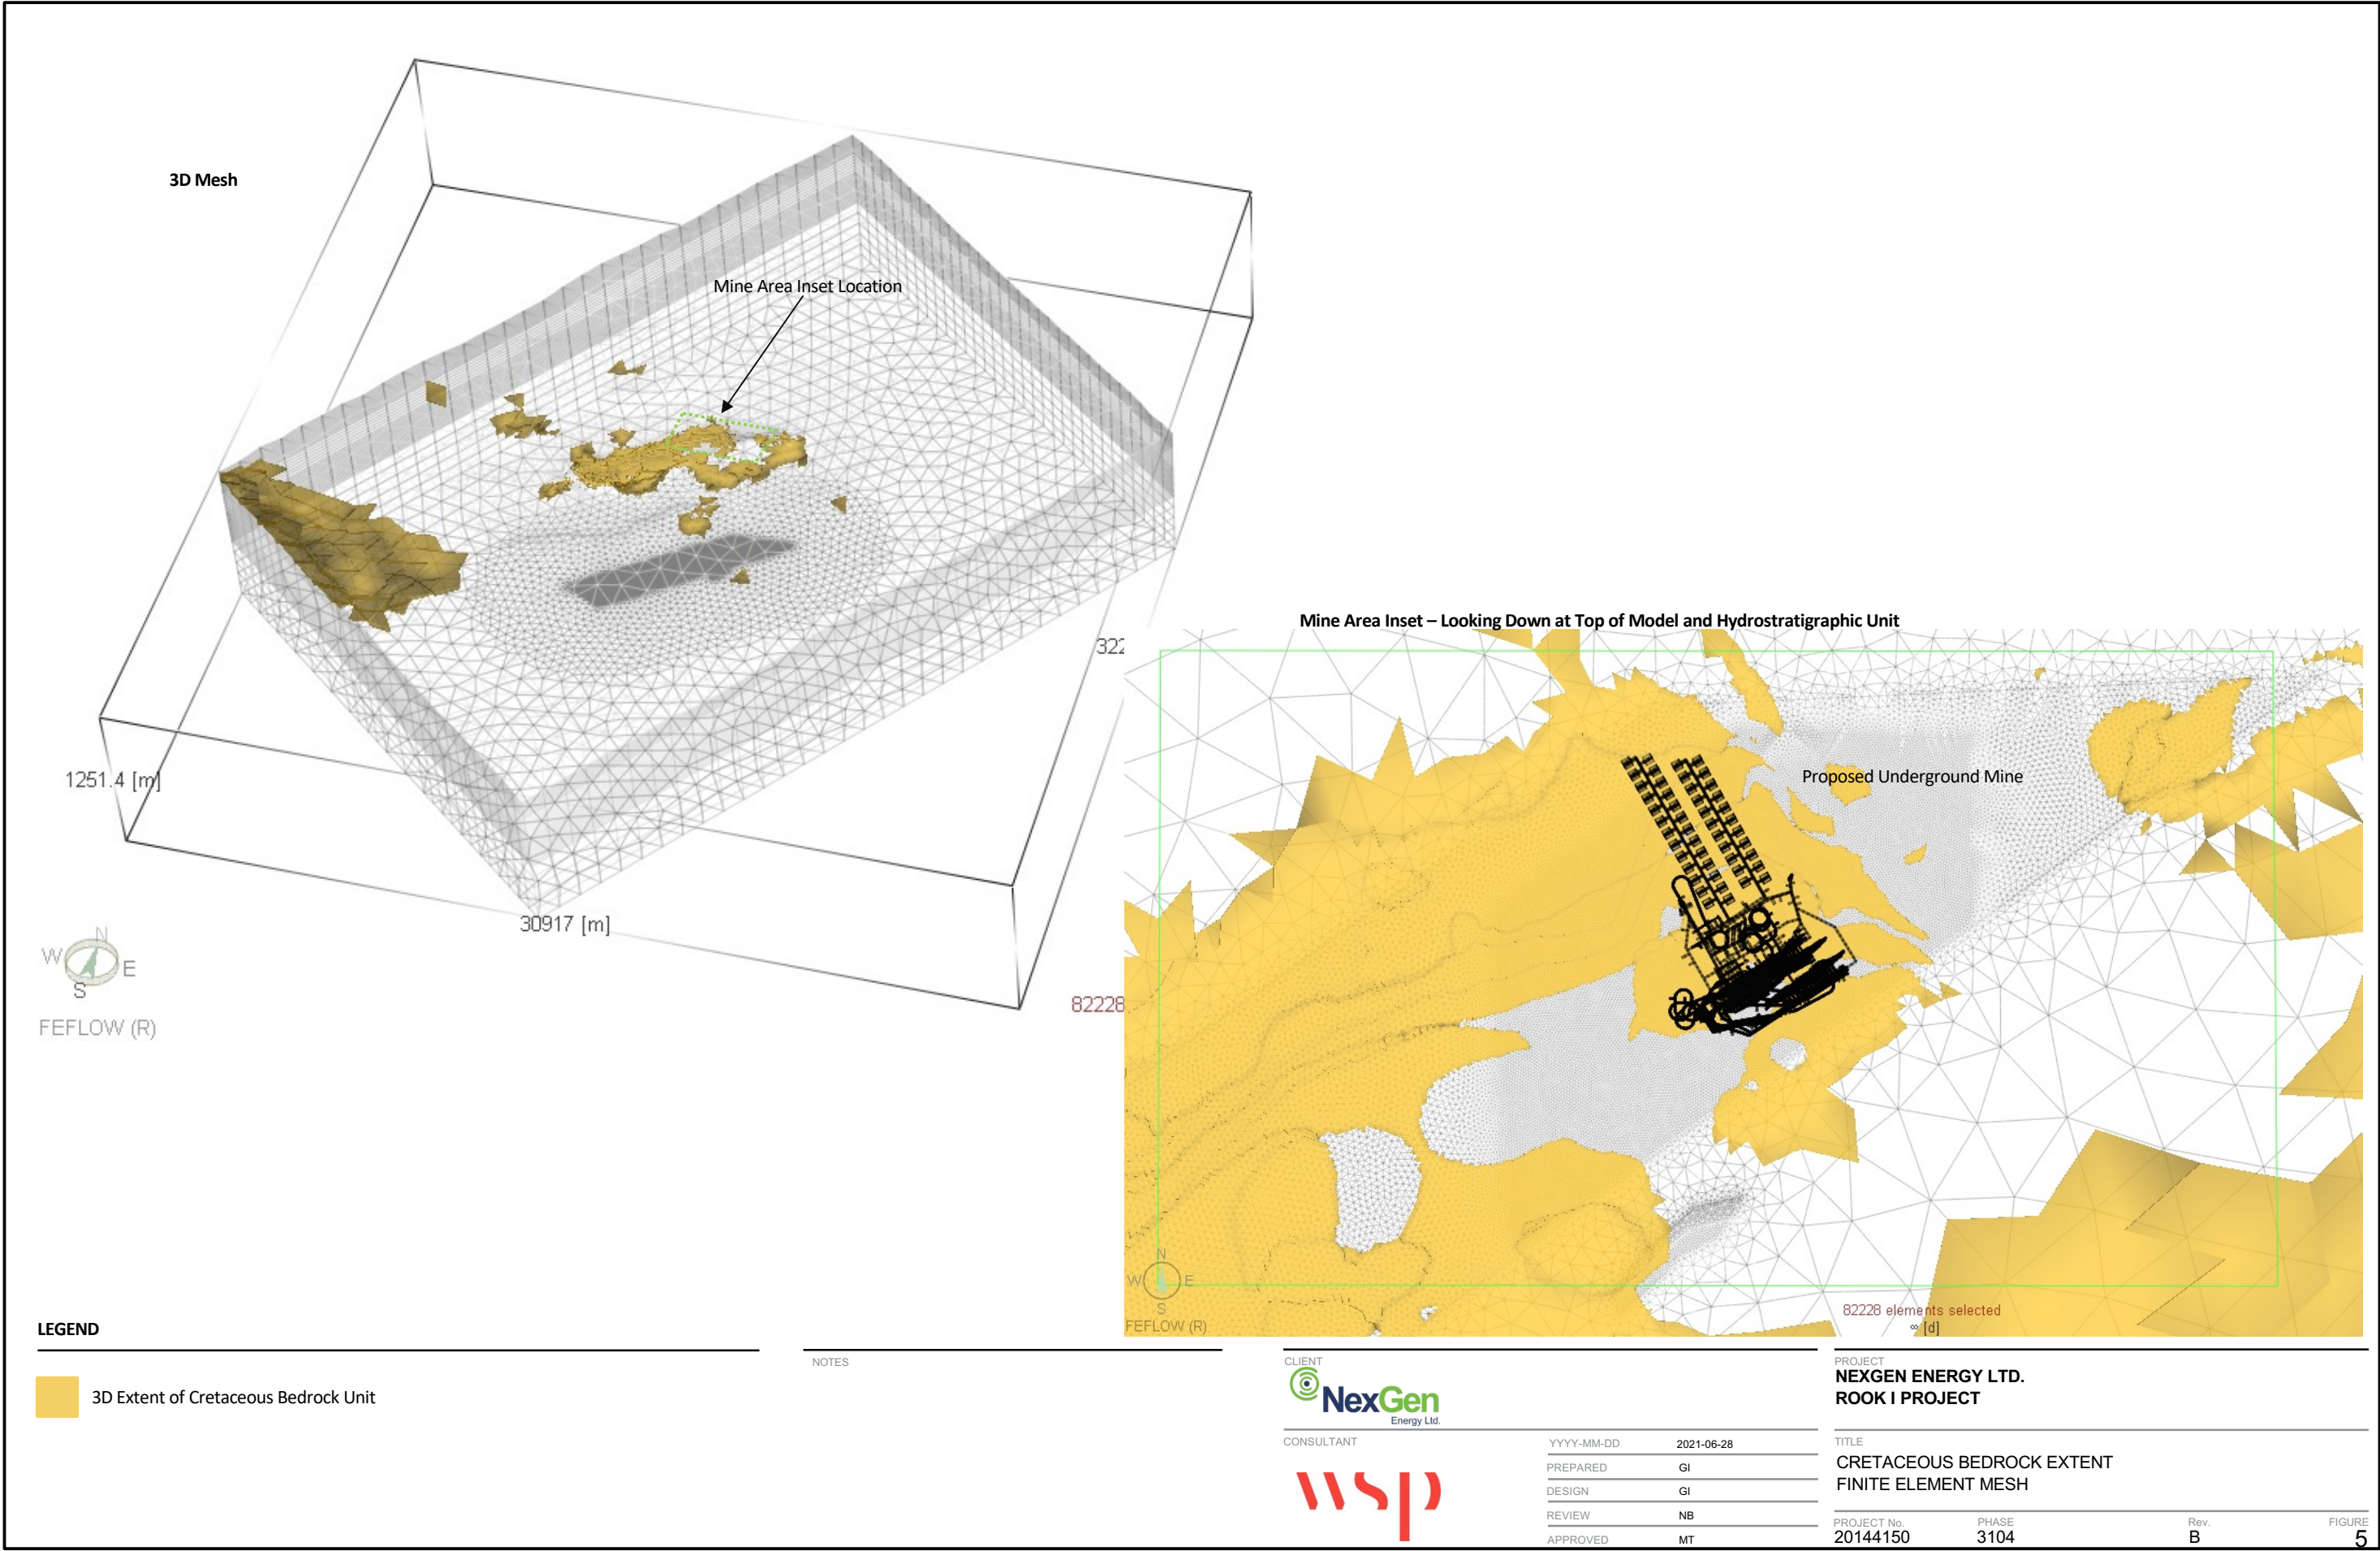 3D Mesh
Mine Area Inset Location
322
1251.4 [m]
30917 [m]
82228
N
W
E
S
FEFLOW (R)
Mine Area Inset – Looking Down at Top of Model and Hydrostratigraphic Unit
Proposed Underground Mine
N
W E
S
FEFLOW (R)
82228 elements selected
∞ [d]
LEGEND
3D Extent of Cretaceous Bedrock Unit
NOTES
CLIENT
NexGen
Energy Ltd.
CONSULTANT
wsp
YYYY-MM-DD 2021-06-28
PREPARED GI
DESIGN GI
REVIEW NB
APPROVED MT
PROJECT
NEXGEN ENERGY LTD.
ROOK I PROJECT
TITLE
CRETACEOUS BEDROCK EXTENT
FINITE ELEMENT MESH
PROJECT No. PHASE Rev. FIGURE
20144150 3104 B 5